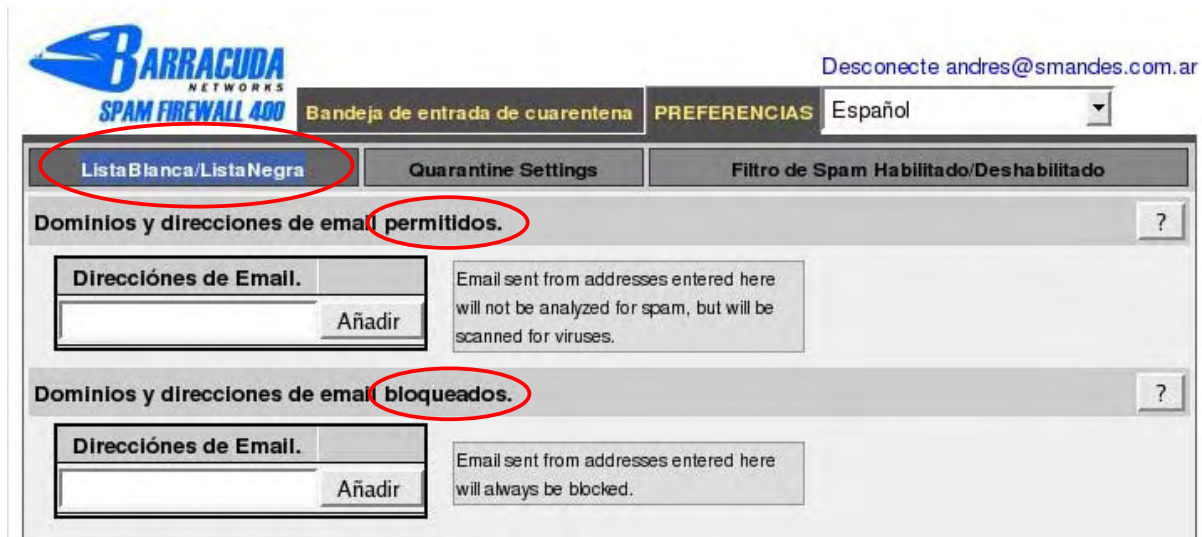 BARRACUDA
NETWORKS
SPAM FIREWALL 400
Desconecte andres@smandes.com.ar
Bandeja de entrada de cuarentena PREFERENCIAS Español
ListaBlanca/ListaNegra Quarantine Settings Filtro de Spam Habilitado/Deshabilitado
Dominios y direcciones de email permitidos. ?
Direcciónes de Email.
Añadir
Email sent from addresses entered here
will not be analyzed for spam, but will be
scanned for viruses.
Dominios y direcciones de email bloqueados. ?
Direcciónes de Email.
Añadir
Email sent from addresses entered here
will always be blocked.